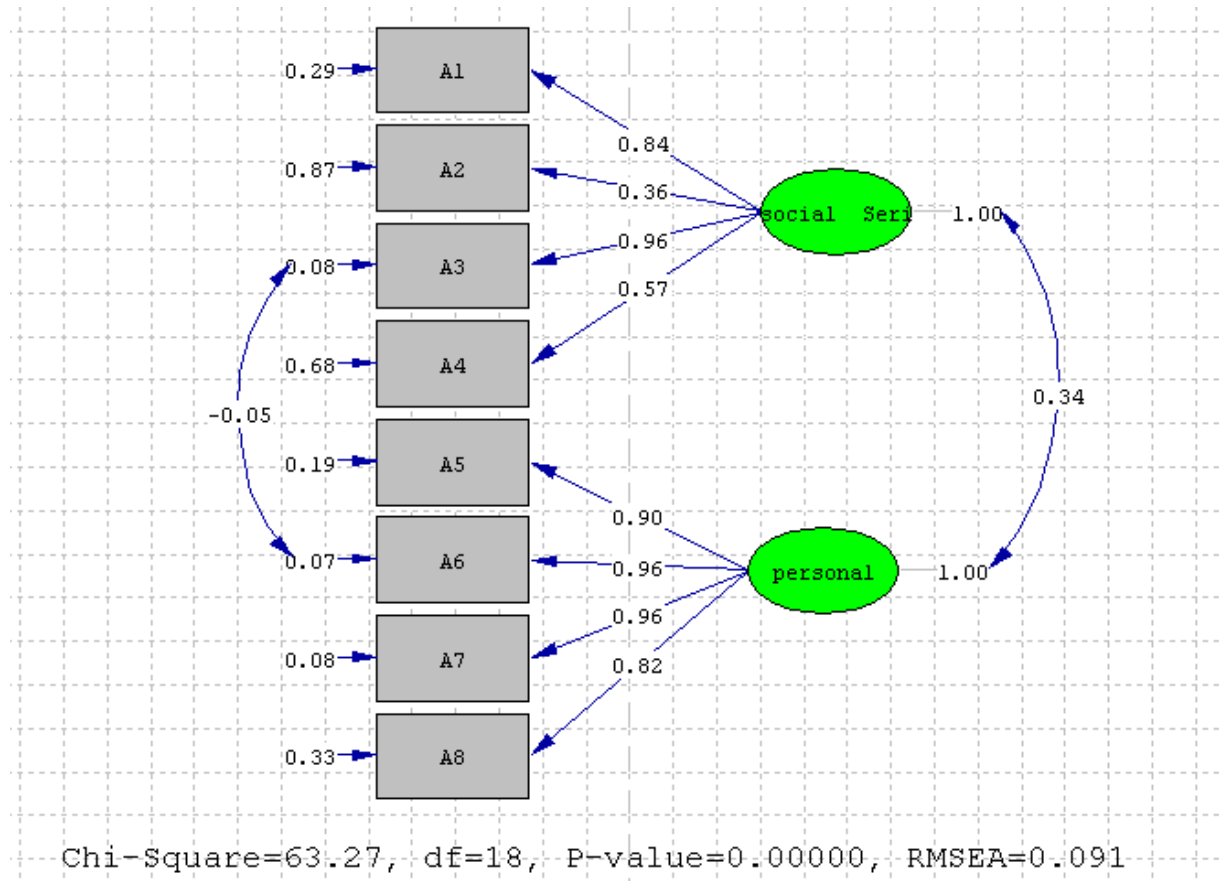 0.29 A1
0.84
0.87 A2
0.36
social Seri 1.00
0.96
0.08 A3
0.57
0.68 A4
0.34
-0.05
0.19 A5
0.90
0.07 A6
0.96
personal 1.00
0.96
0.08 A7
0.82
0.33 A8
Chi-Square=63.27, df=18, P-value=0.00000, RMSEA=0.091